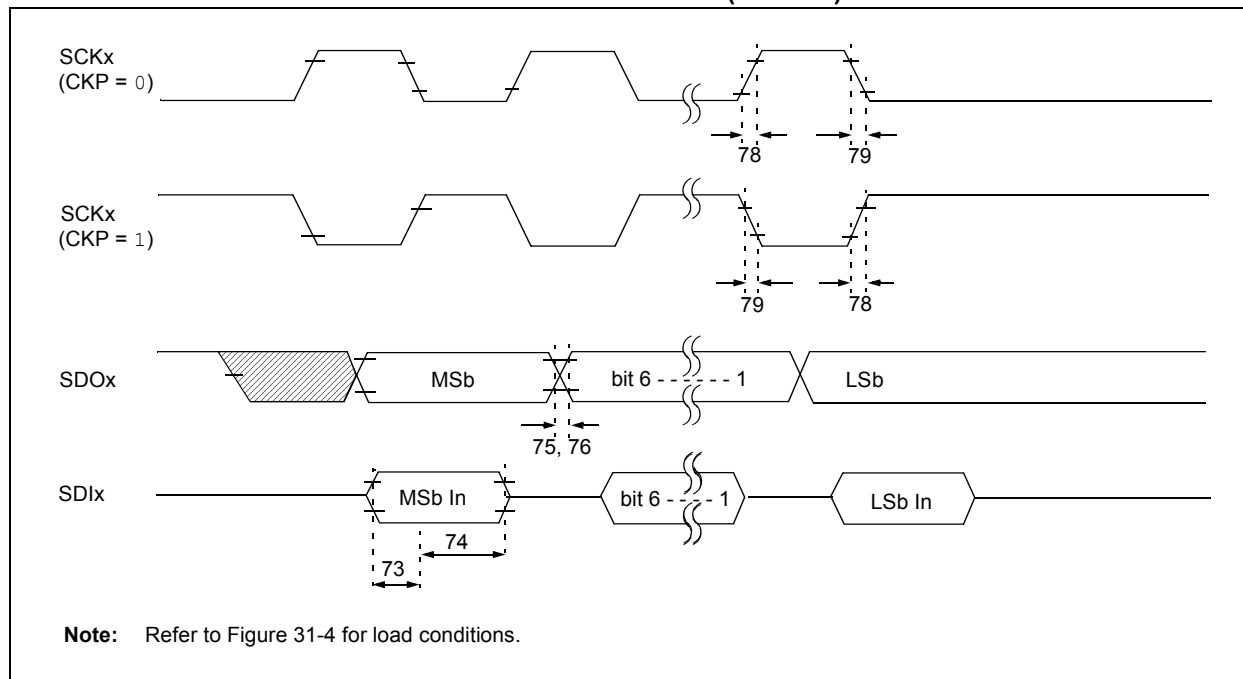 SCKx
(CKP = 0)
78
79
SCKx
(CKP = 1)
79
78
SDOx
MSb
bit 6 - - - - - - 1
LSb
75, 76
SDIx
MSb In
bit 6 - - - - 1
LSb In
74
73
Note: Refer to Figure 31-4 for load conditions.